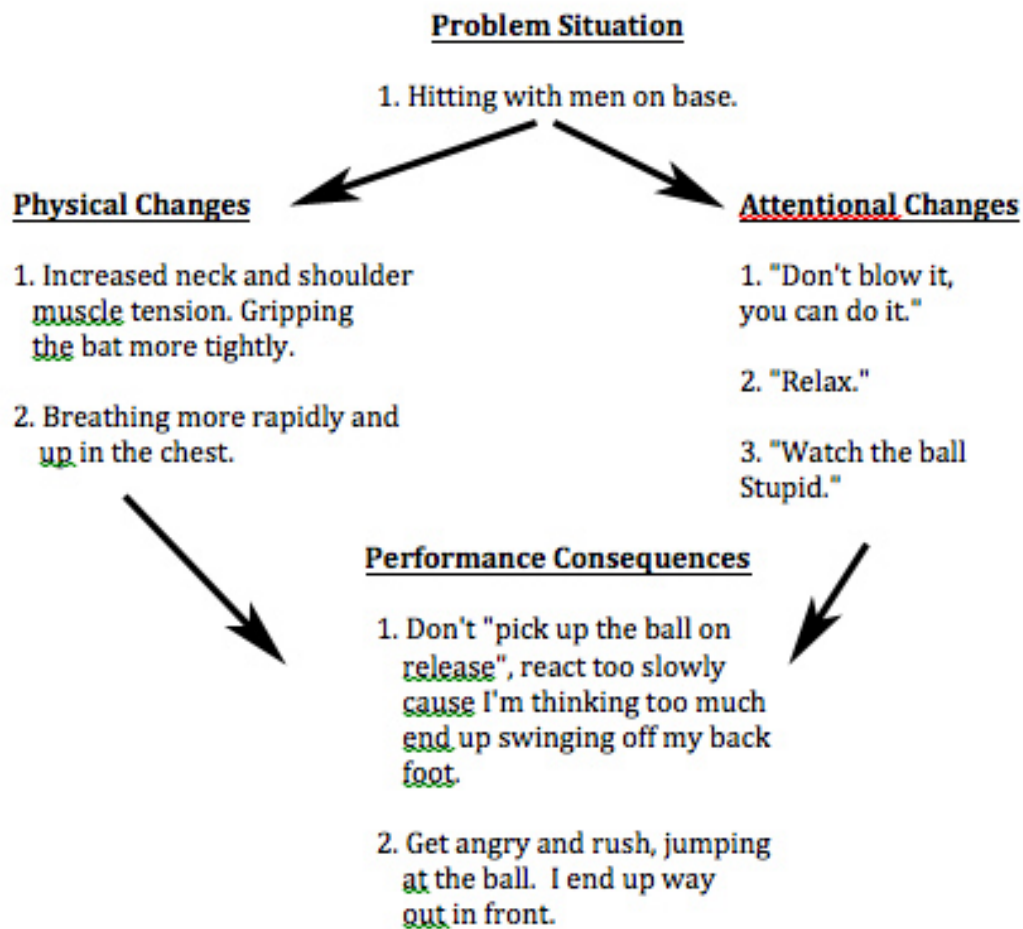 Problem Situation
1. Hitting with men on base.
Physical Changes
1. Increased neck and shoulder
muscle tension. Gripping
the bat more tightly.
2. Breathing more rapidly and
up in the chest.
Attentional Changes
1. "Don't blow it,
you can do it."
2. "Relax."
3. "Watch the ball
Stupid."
Performance Consequences
1. Don't "pick up the ball on
release", react too slowly
cause I'm thinking too much
end up swinging off my back
foot.
2. Get angry and rush, jumping
at the ball.  I end up way
out in front.